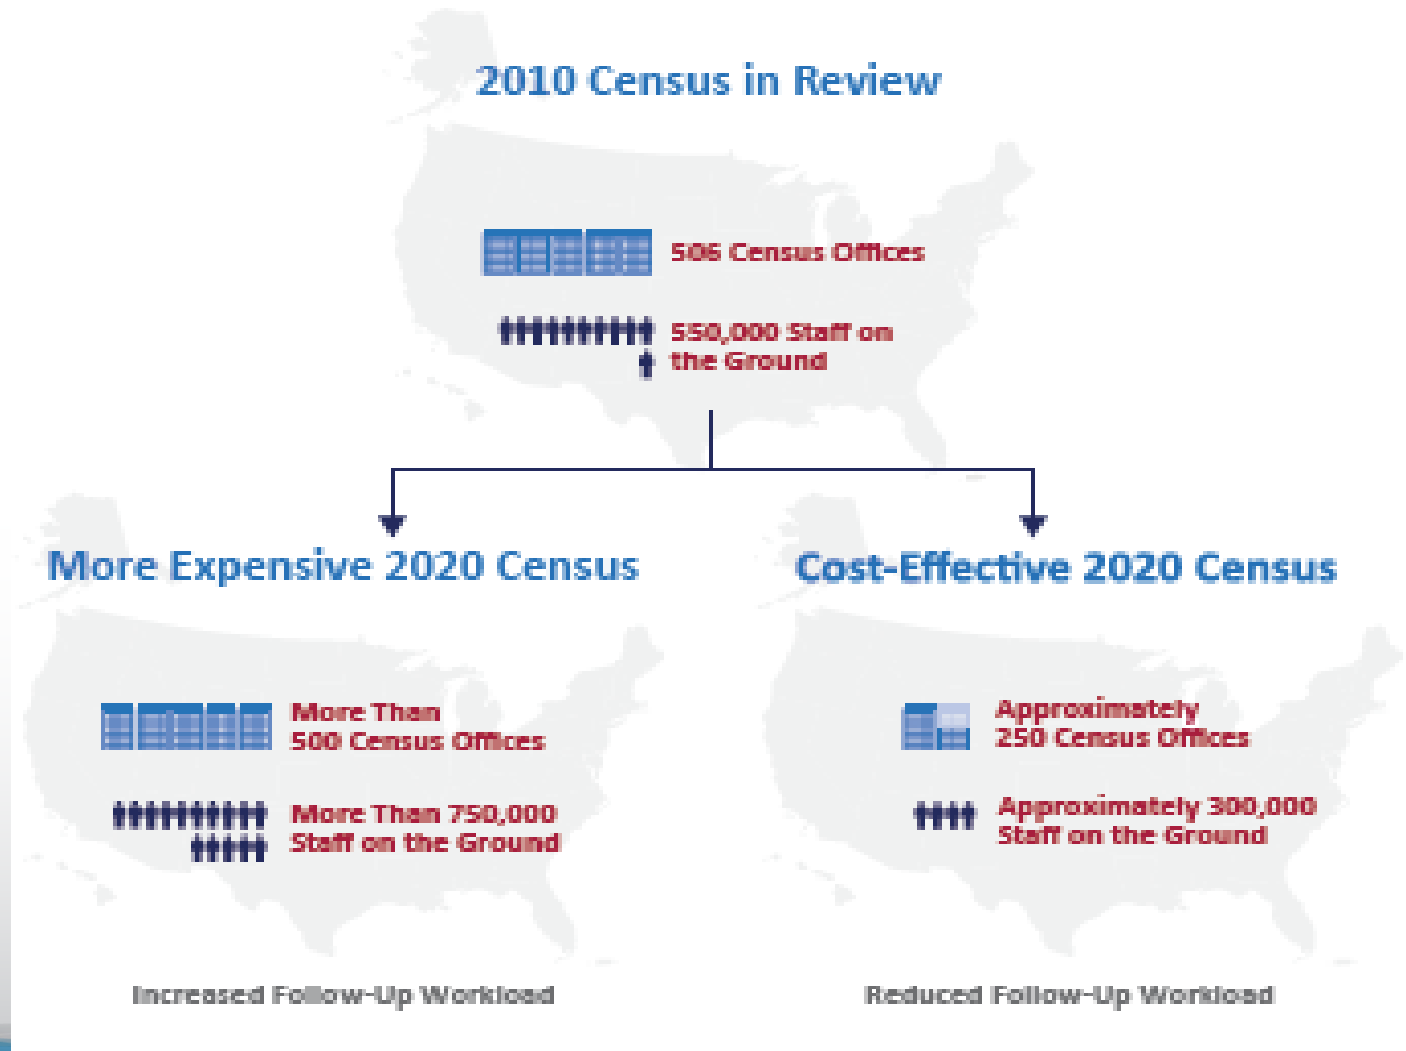 2010 Census in Review
506 Census Offices
550,000 Staff on
the Ground
More Expensive 2020 Census
More Than
500 Census Offices
More Than 750,000
Staff on the Ground
Increased Follow-Up Workload
Cost-Effective 2020 Census
Approximately
250 Census Offices
Approximately 300,000
Staff on the Ground
Reduced Follow-Up Workload